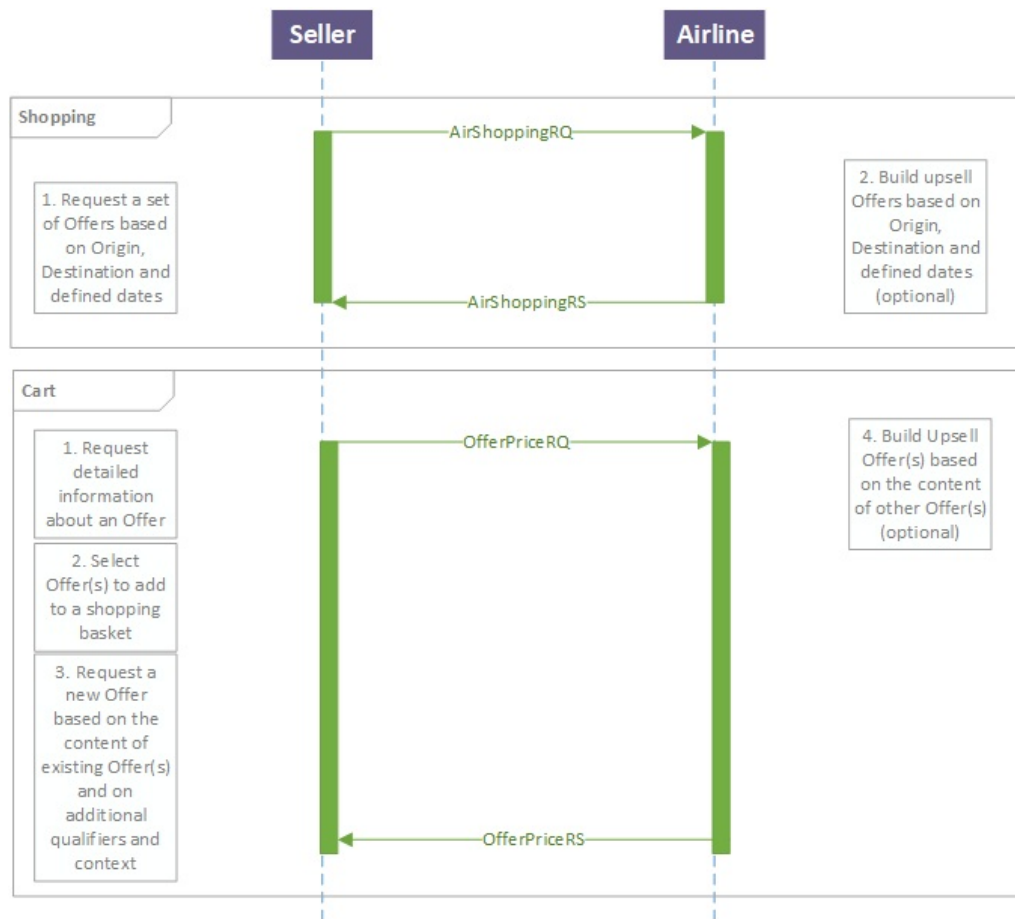 Seller
Airline
Shopping
AirShoppingRQ
1. Request a set
of Offers based
on Origin,
Destination and
defined dates
2. Build upsell
Offers based on
Origin,
Destination and
defined dates
(optional)
AirShoppingRS
Cart
OfferPriceRQ
1. Request
detailed
information
about an Offer
4. Build Upsell
Offer(s) based
on the content
of other Offer(s)
(optional)
2. Select
Offer(s) to add
to a shopping
basket
3. Request a
new Offer
based on the
content of
existing Offer(s)
and on
additional
qualifiers and
context
OfferPriceRS